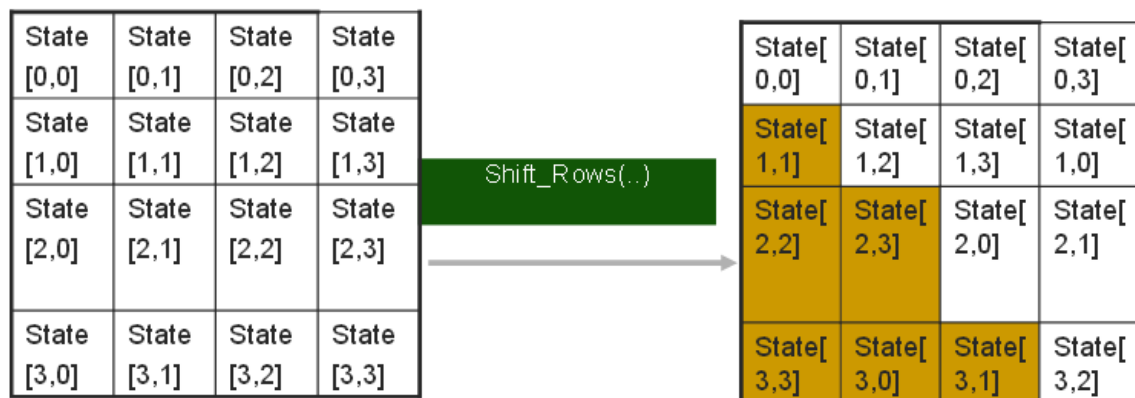 State State State State
[0,0] [0,1] [0,2] [0,3]
State State State State
[1,0] [1,1] [1,2] [1,3]
State State State State
[2,0] [2,1] [2,2] [2,3]
State State State State
[3,0] [3,1] [3,2] [3,3]
Shift_Rows(..)
State[ State[ State[ State[
0,0] 0,1] 0,2] 0,3]
State[ State[ State[ State[
1,1] 1,2] 1,3] 1,0]
State[ State[ State[ State[
2,2] 2,3] 2,0] 2,1]
State[ State[ State[ State[
3,3] 3,0] 3,1] 3,2]